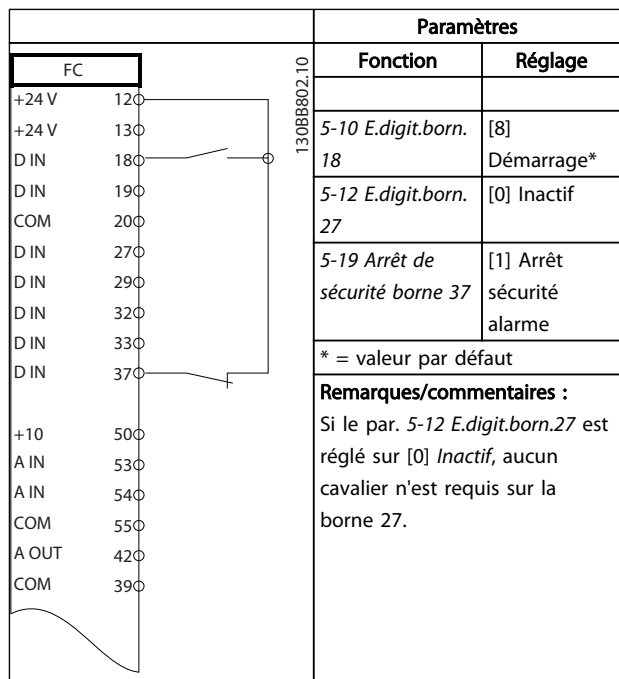 Paramètres
FC
Fonction
Réglage
130BB802.10
+24 V 12
+24 V 13
D IN 18
D IN 19
COM 20
D IN 27
D IN 29
D IN 32
D IN 33
D IN 37
+10 50
A IN 53
A IN 54
COM 55
A OUT 42
COM 39
5-10 E.digit.born.
18
[8]
Démarrage*
5-12 E.digit.born.
27
[0] Inactif
5-19 Arrêt de
sécurité borne 37
[1] Arrêt
sécurité
alarme
* = valeur par défaut
Remarques/commentaires :
Si le par. 5-12 E.digit.born.27 est
réglé sur [0] Inactif, aucun
cavalier n'est requis sur la
borne 27.